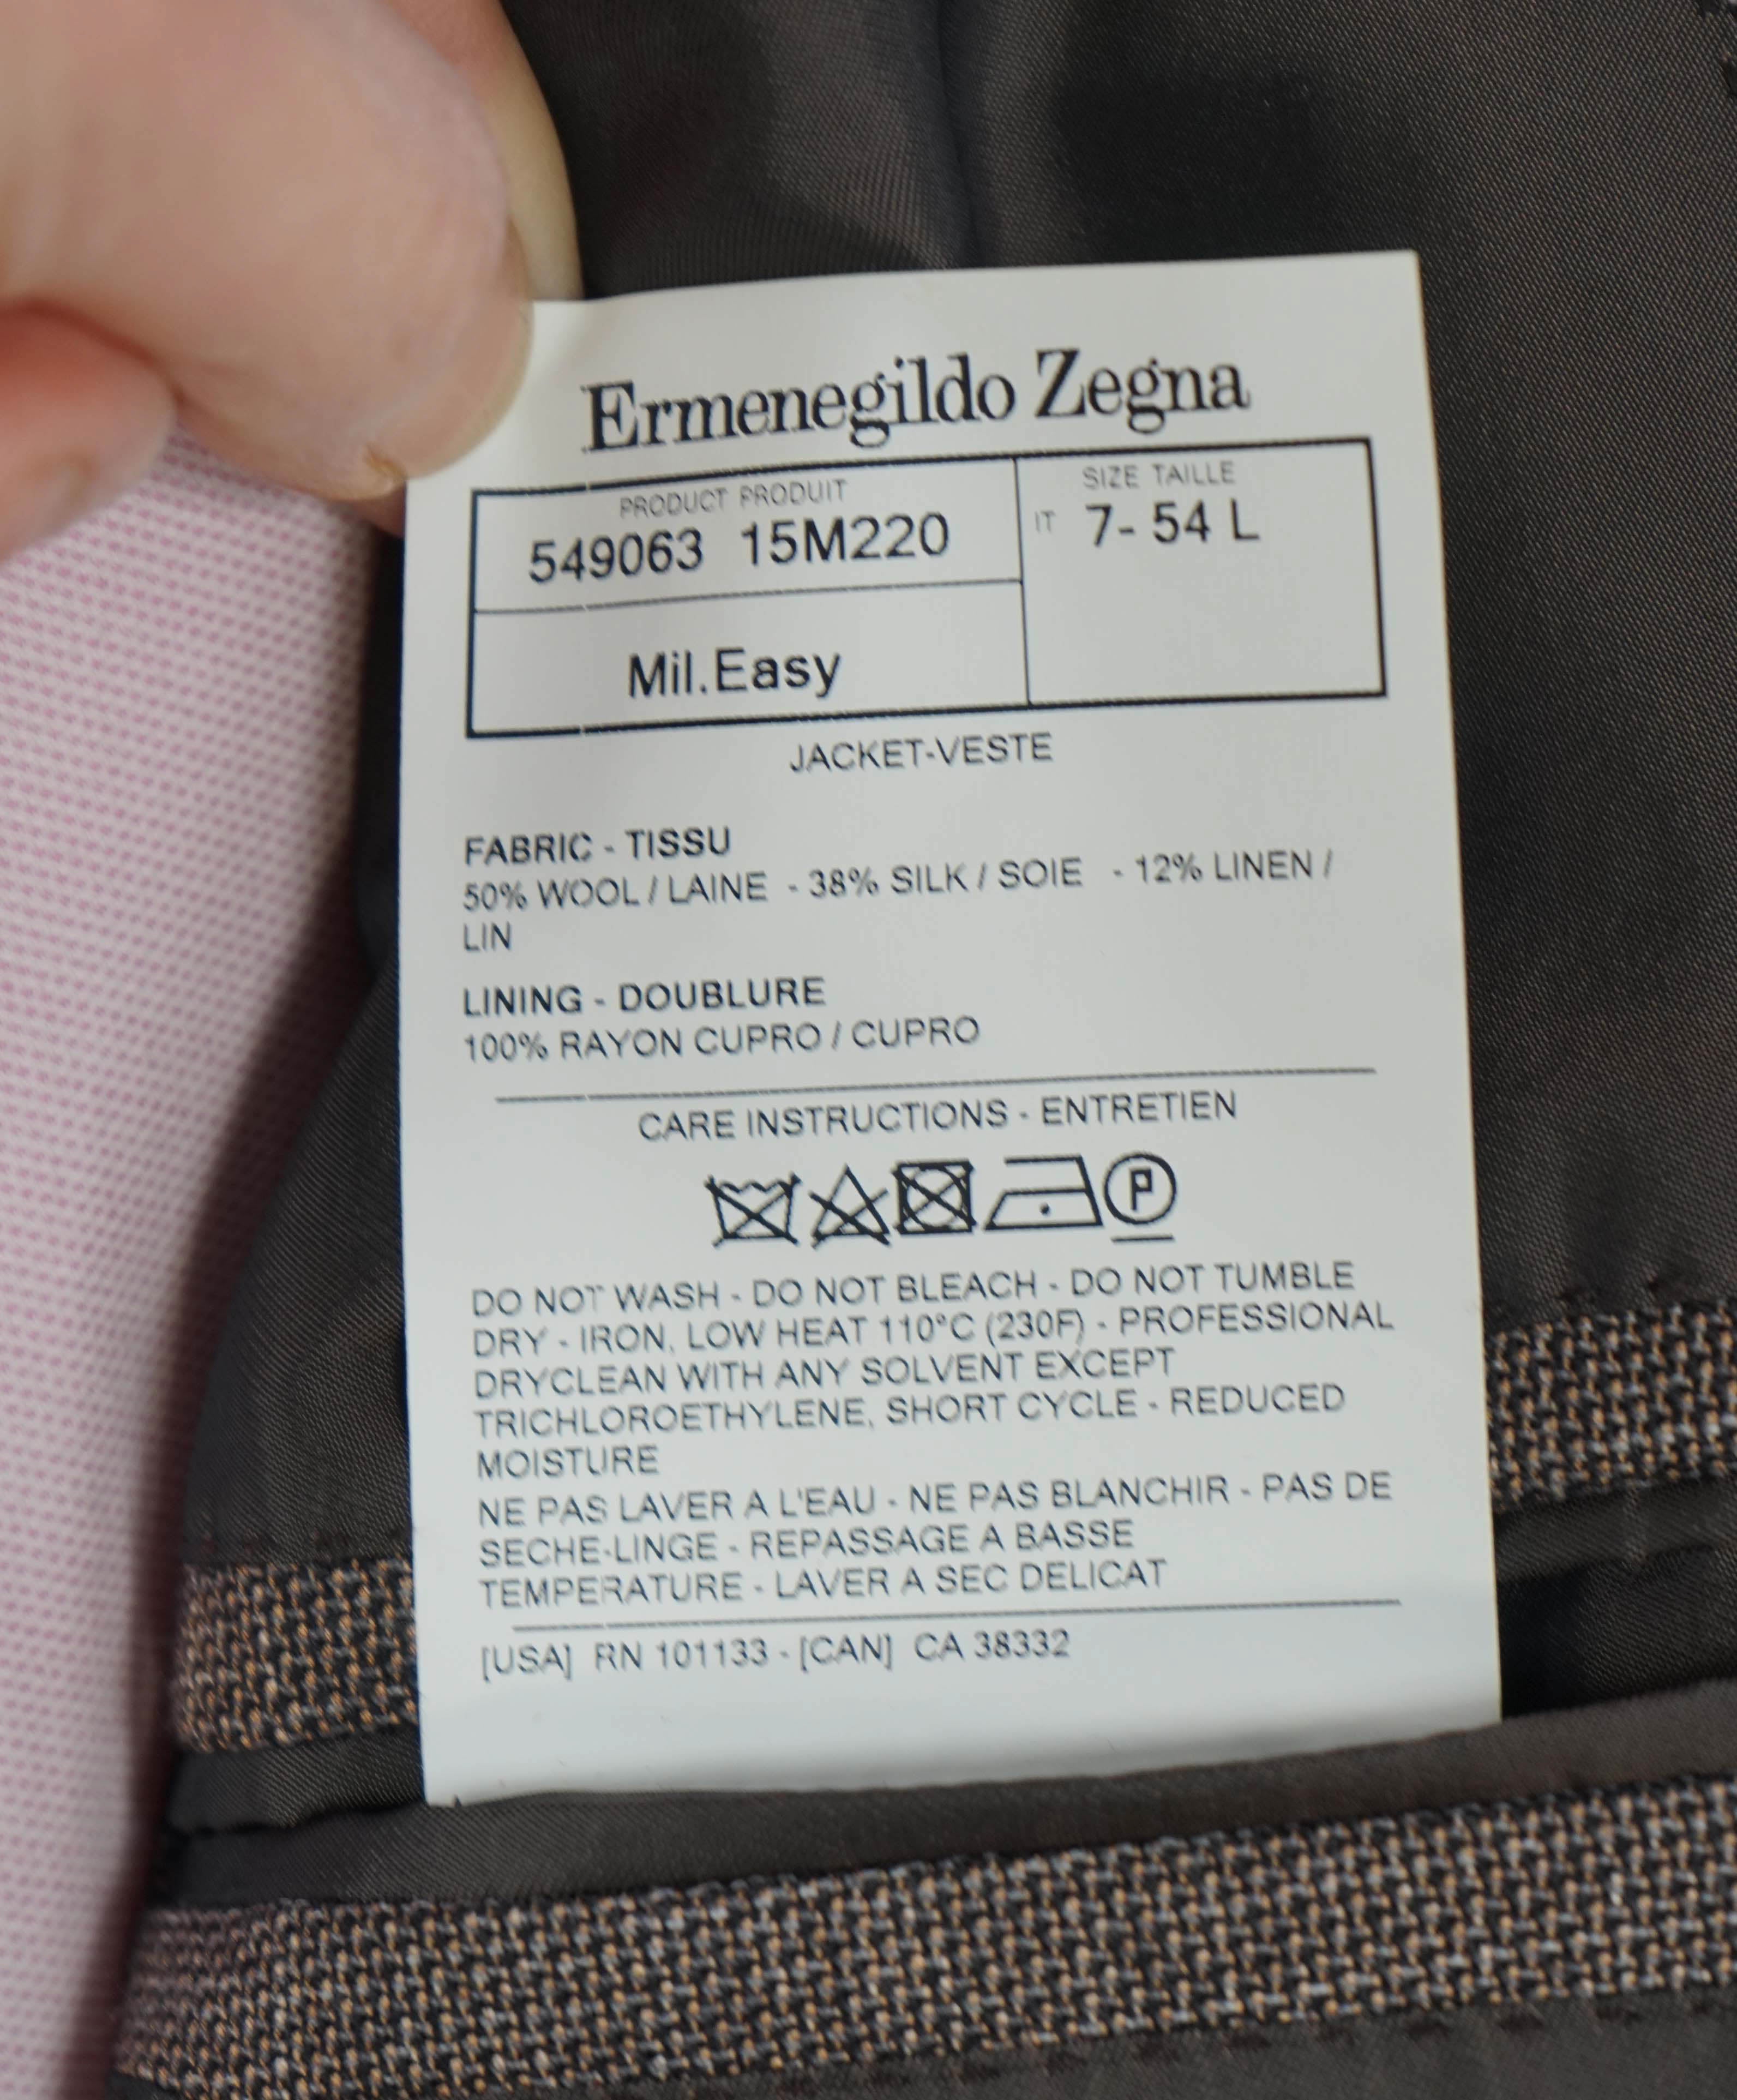 Ermenegildo Zegna
PRODUCT PRODUIT
549063 15M220
SIZE TAILLE
IT 7- 54 L
Mil.Easy
JACKET-VESTE
FABRIC - TISSU
50% WOOL / LAINE - 38% SILK / SOIE - 12% LINEN /
LIN
LINING - DOUBLURE
100% RAYON CUPRO / CUPRO
CARE INSTRUCTIONS - ENTRETIEN
P
DO NOT WASH - DO NOT BLEACH - DO NOT TUMBLE
DRY - IRON, LOW HEAT 110°C (230F) - PROFESSIONAL
DRYCLEAN WITH ANY SOLVENT EXCEPT
TRICHLOROETHYLENE, SHORT CYCLE - REDUCED
MOISTURE
NE PAS LAVER A L'EAU - NE PAS BLANCHIR - PAS DE
SECHE-LINGE - REPASSAGE A BASSE
TEMPERATURE - LAVER A SEC DELICAT
[USA] RN 101133 - [CAN] CA 38332